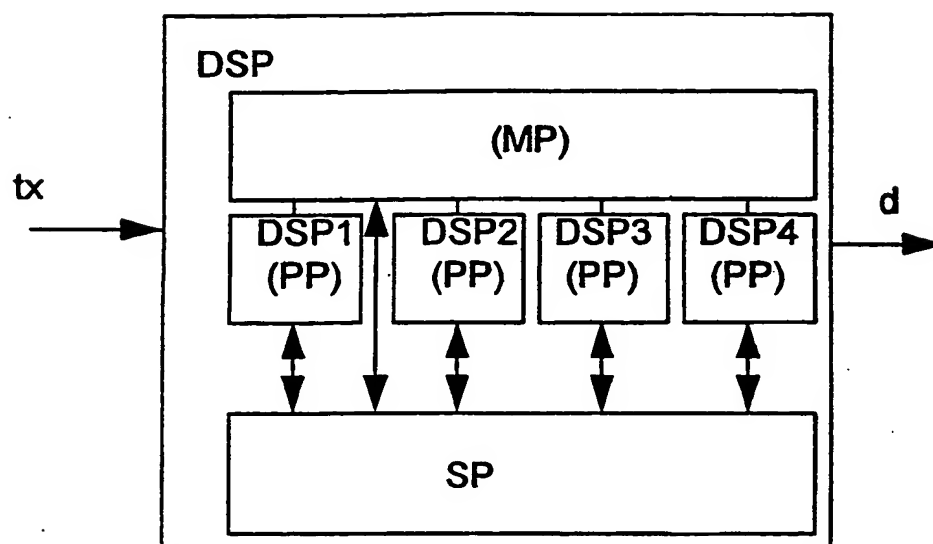 DSP
(MP)
tx
d
DSP1 DSP2 DSP3 DSP4
(PP) (PP) (PP) (PP)
SP